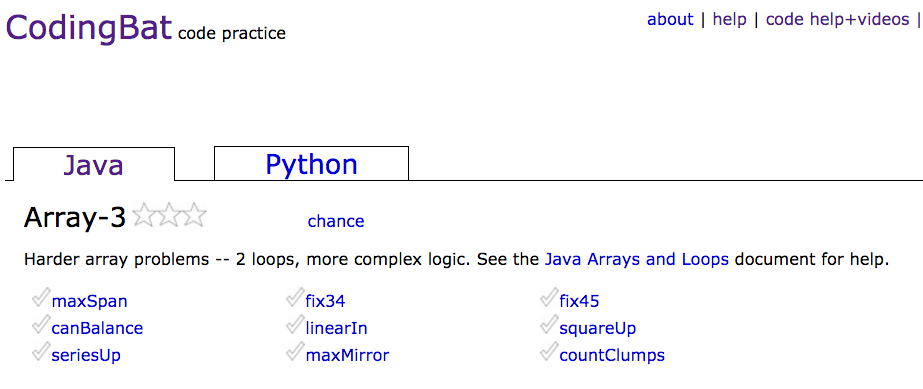 CodingBat code practice
about | help | code help+videos |
Java
Python
Array-3
chance
Harder array problems -- 2 loops, more complex logic. See the Java Arrays and Loops document for help.
maxSpan fix34 fix45
canBalance linearIn squareUp
seriesUp maxMirror countClumps